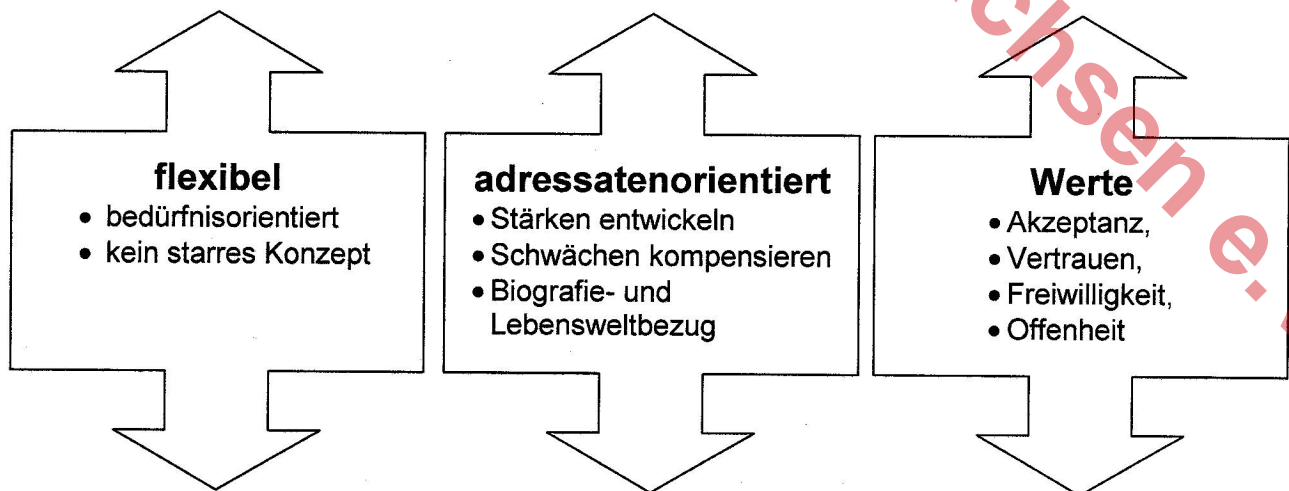 flexibel
• bedürfnisorientiert
• kein starres Konzept
adressatenorientiert
• Stärken entwickeln
• Schwächen kompensieren
• Biografie- und
Lebensweltbezug
Werte
• Akzeptanz,
• Vertrauen,
• Freiwilligkeit,
• Offenheit
chsen e.